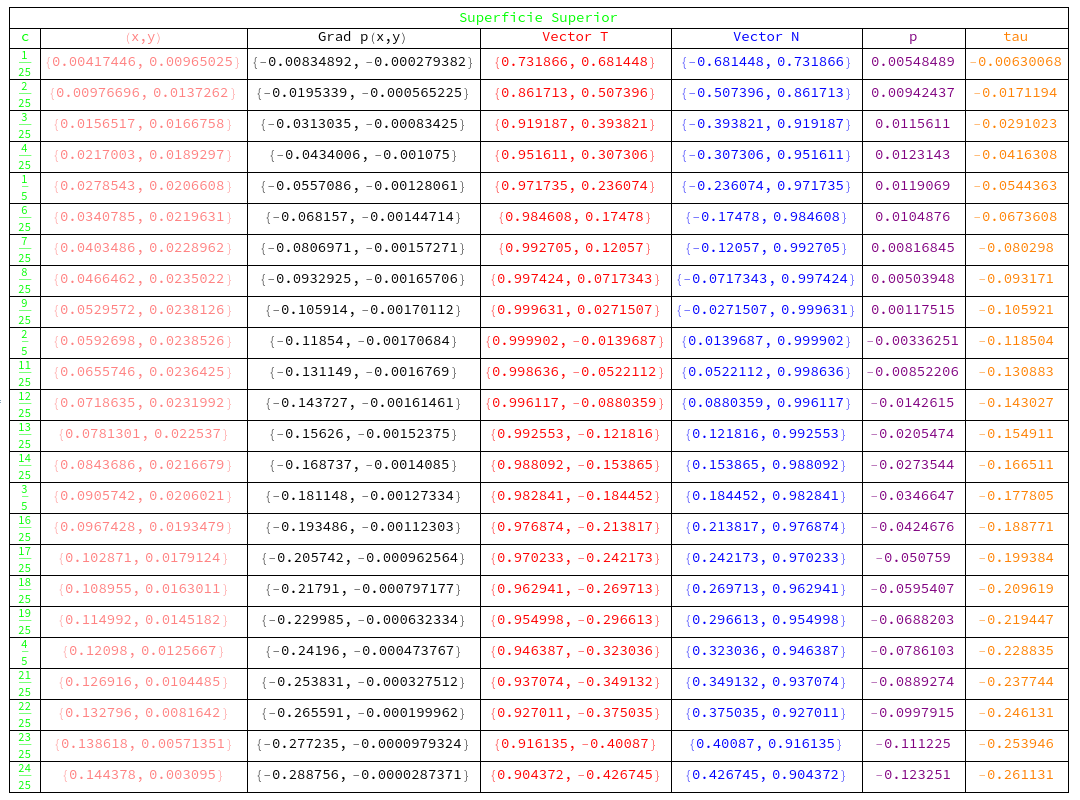 Superficie Superior
c (x,y) Grad p(x,y) Vector T Vector N p tau
1/25 {0.00417446, 0.00965025} {-0.00834892, -0.000279382} {0.731866, 0.681448} {-0.681448, 0.731866} 0.00548489 -0.00630068
2/25 {0.00976696, 0.0137262} {-0.0195339, -0.000565225} {0.861713, 0.507396} {-0.507396, 0.861713} 0.00942437 -0.0171194
3/25 {0.0156517, 0.0166758} {-0.0313035, -0.00083425} {0.919187, 0.393821} {-0.393821, 0.919187} 0.0115611 -0.0291023
4/25 {0.0217003, 0.0189297} {-0.0434006, -0.001075} {0.951611, 0.307306} {-0.307306, 0.951611} 0.0123143 -0.0416308
1/5 {0.0278543, 0.0206608} {-0.0557086, -0.00128061} {0.971735, 0.236074} {-0.236074, 0.971735} 0.0119069 -0.0544363
6/25 {0.0340785, 0.0219631} {-0.068157, -0.00144714} {0.984608, 0.17478} {-0.17478, 0.984608} 0.0104876 -0.0673608
7/25 {0.0403486, 0.0228962} {-0.0806971, -0.00157271} {0.992705, 0.12057} {-0.12057, 0.992705} 0.00816845 -0.080298
8/25 {0.0466462, 0.0235022} {-0.0932925, -0.00165706} {0.997424, 0.0717343} {-0.0717343, 0.997424} 0.00503948 -0.093171
9/25 {0.0529572, 0.0238126} {-0.105914, -0.00170112} {0.999631, 0.0271507} {-0.0271507, 0.999631} 0.00117515 -0.105921
2/5 {0.0592698, 0.0238526} {-0.11854, -0.00170684} {0.999902, -0.0139687} {0.0139687, 0.999902} -0.00336251 -0.118504
11/25 {0.0655746, 0.0236425} {-0.131149, -0.0016769} {0.998636, -0.0522112} {0.0522112, 0.998636} -0.00852206 -0.130883
12/25 {0.0718635, 0.0231992} {-0.143727, -0.00161461} {0.996117, -0.0880359} {0.0880359, 0.996117} -0.0142615 -0.143027
13/25 {0.0781301, 0.022537} {-0.15626, -0.00152375} {0.992553, -0.121816} {0.121816, 0.992553} -0.0205474 -0.154911
14/25 {0.0843686, 0.0216679} {-0.168737, -0.0014085} {0.988092, -0.153865} {0.153865, 0.988092} -0.0273544 -0.166511
3/5 {0.0905742, 0.0206021} {-0.181148, -0.00127334} {0.982841, -0.184452} {0.184452, 0.982841} -0.0346647 -0.177805
16/25 {0.0967428, 0.0193479} {-0.193486, -0.00112303} {0.976874, -0.213817} {0.213817, 0.976874} -0.0424676 -0.188771
17/25 {0.102871, 0.0179124} {-0.205742, -0.000962564} {0.970233, -0.242173} {0.242173, 0.970233} -0.050759 -0.199384
18/25 {0.108955, 0.0163011} {-0.21791, -0.000797177} {0.962941, -0.269713} {0.269713, 0.962941} -0.0595407 -0.209619
19/25 {0.114992, 0.0145182} {-0.229985, -0.000632334} {0.954998, -0.296613} {0.296613, 0.954998} -0.0688203 -0.219447
4/5 {0.12098, 0.0125667} {-0.24196, -0.000473767} {0.946387, -0.323036} {0.323036, 0.946387} -0.0786103 -0.228835
21/25 {0.126916, 0.0104485} {-0.253831, -0.000327512} {0.937074, -0.349132} {0.349132, 0.937074} -0.0889274 -0.237744
22/25 {0.132796, 0.0081642} {-0.265591, -0.000199962} {0.927011, -0.375035} {0.375035, 0.927011} -0.0997915 -0.246131
23/25 {0.138618, 0.00571351} {-0.277235, -0.0000979324} {0.916135, -0.40087} {0.40087, 0.916135} -0.111225 -0.253946
24/25 {0.144378, 0.003095} {-0.288756, -0.0000287371} {0.904372, -0.426745} {0.426745, 0.904372} -0.123251 -0.261131